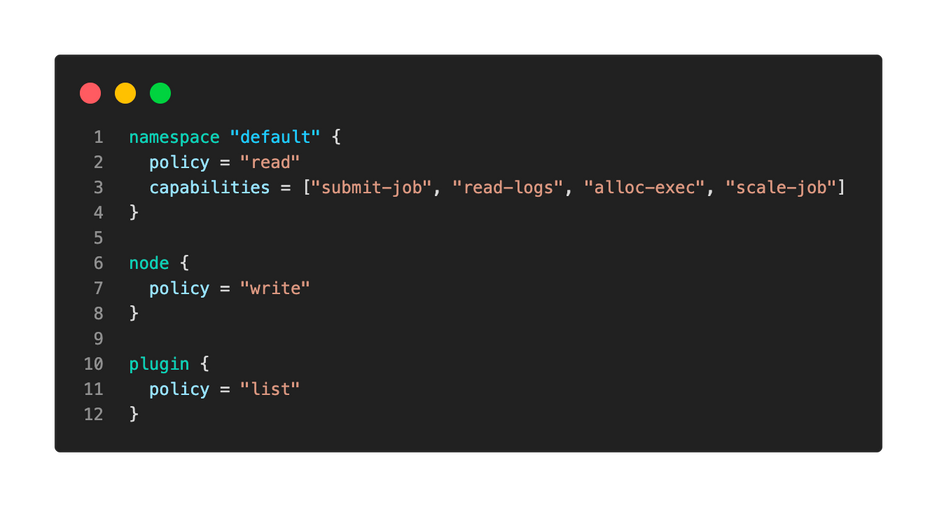 1 namespace "default" {
2   policy = "read"
3   capabilities = ["submit-job", "read-logs", "alloc-exec", "scale-job"]
4 }
5
6 node {
7   policy = "write"
8 }
9
10 plugin {
11   policy = "list"
12 }